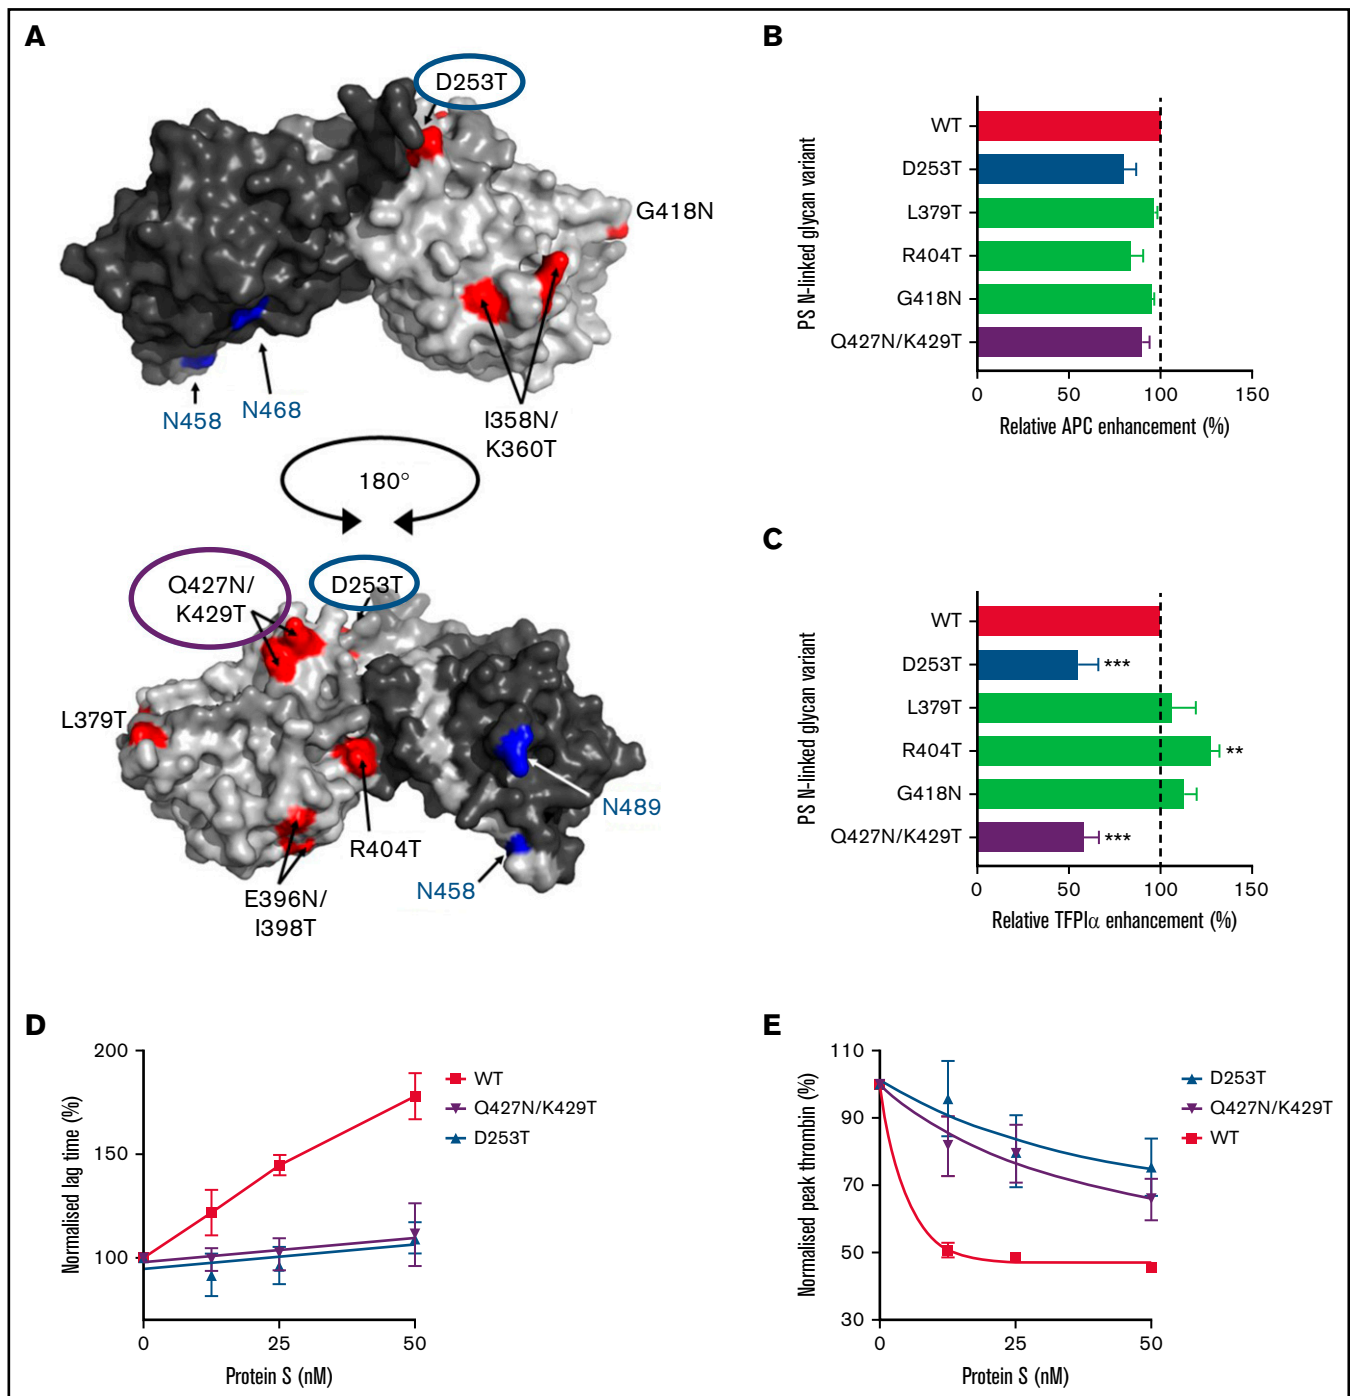 A
D253T
G418N
N458
N468
I358N/
K360T
180°
Q427N/
K429T
D253T
L379T
N489
R404T
N458
E396N/
I398T
B
PS N-linked glycan variant
WT
D253T
L379T
R404T
G418N
Q427N/K429T
0 50 100 150
Relative APC enhancement (%)
C
PS N-linked glycan variant
WT
D253T ***
L379T
R404T **
G418N
Q427N/K429T ***
0 50 100 150
Relative TFPIα enhancement (%)
D
Normalised lag time (%)
200
150
100
0 25 50
Protein S (nM)
WT
Q427N/K429T
D253T
E
Normalised peak thrombin (%)
110
90
70
50
30
0 25 50
Protein S (nM)
D253T
Q427N/K429T
WT